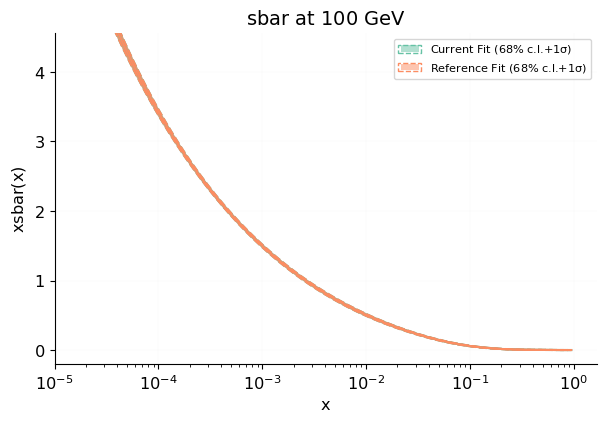 sbar at 100 GeV
Current Fit (68% c.l.+1σ)
Reference Fit (68% c.l.+1σ)
xsbar(x)
4
3
2
1
0
10⁻⁵ 10⁻⁴ 10⁻³ 10⁻² 10⁻¹ 10⁰
x